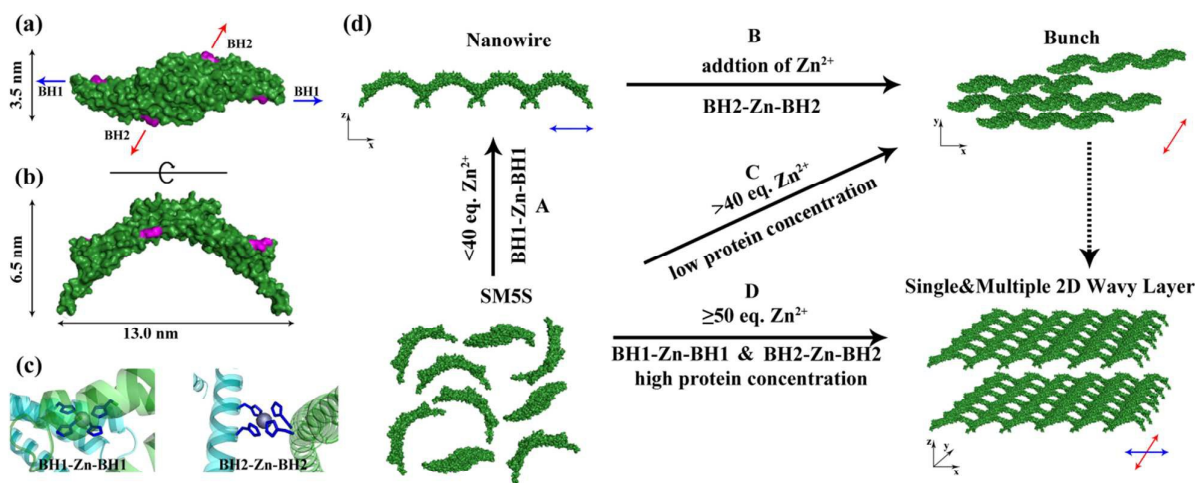 (a)
BH2
BH1
3.5 nm
BH1
BH2
(b)
6.5 nm
13.0 nm
(c)
BH1-Zn-BH1
BH2-Zn-BH2
(d)
Nanowire
z
x
<40 eq. Zn²⁺
BH1-Zn-BH1
A
SM5S
B
addtion of Zn²⁺
BH2-Zn-BH2
C
>40 eq. Zn²⁺
low protein concentration
D
≥50 eq. Zn²⁺
BH1-Zn-BH1 & BH2-Zn-BH2
high protein concentration
Bunch
y
x
Single&Multiple 2D Wavy Layer
z
y
x